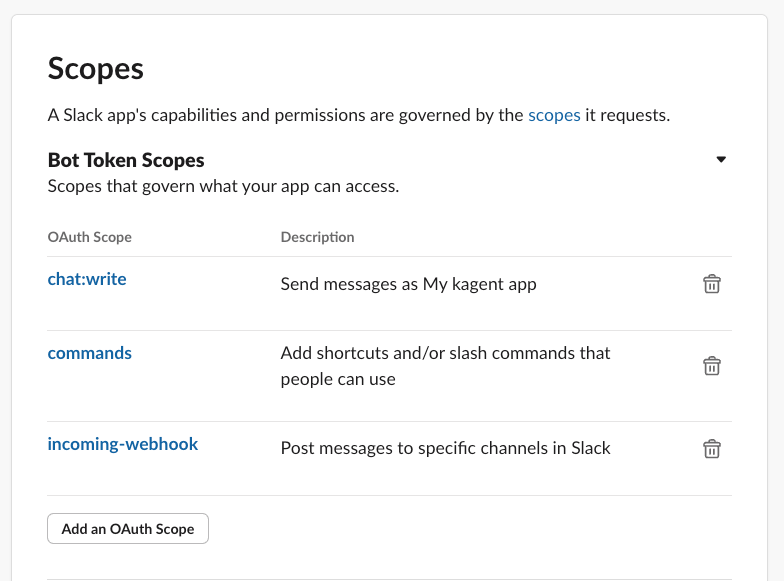 Scopes
A Slack app's capabilities and permissions are governed by the scopes it requests.
Bot Token Scopes
Scopes that govern what your app can access.
OAuth Scope Description
chat:write Send messages as My kagent app
commands Add shortcuts and/or slash commands that
people can use
incoming-webhook Post messages to specific channels in Slack
Add an OAuth Scope